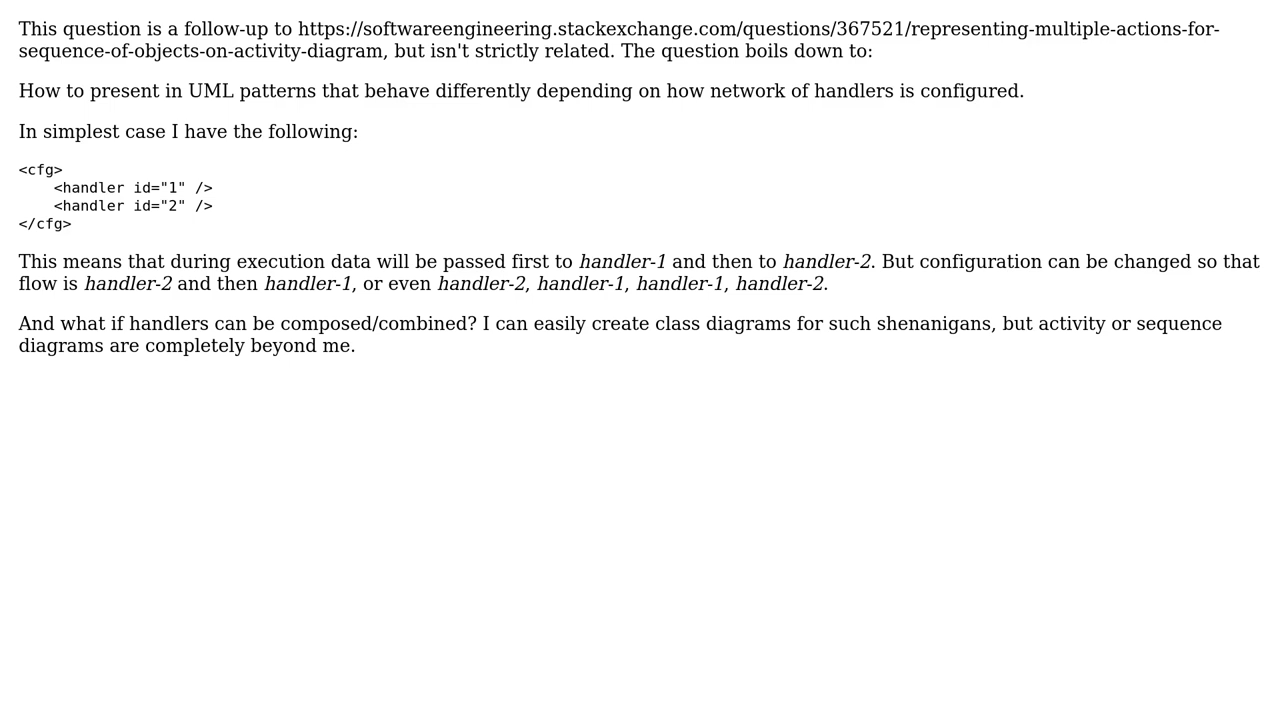 This question is a follow-up to https://softwareengineering.stackexchange.com/questions/367521/representing-multiple-actions-for-
sequence-of-objects-on-activity-diagram, but isn't strictly related. The question boils down to:
How to present in UML patterns that behave differently depending on how network of handlers is configured.
In simplest case I have the following:
<cfg>
    <handler id="1" />
    <handler id="2" />
</cfg>
This means that during execution data will be passed first to handler-1 and then to handler-2. But configuration can be changed so that
flow is handler-2 and then handler-1, or even handler-2, handler-1, handler-1, handler-2.
And what if handlers can be composed/combined? I can easily create class diagrams for such shenanigans, but activity or sequence
diagrams are completely beyond me.